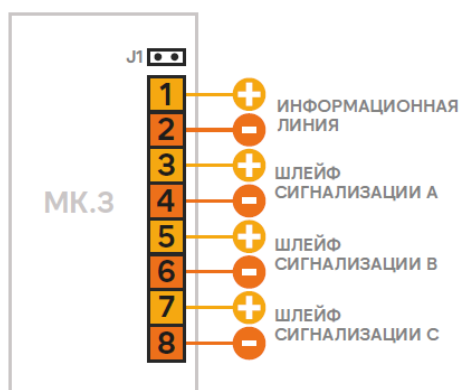 J1
1
2
3
4
5
6
7
8
МК.3
+
ИНФОРМАЦИОННАЯ
- ЛИНИЯ
+
ШЛЕЙФ
- СИГНАЛИЗАЦИИ А
+
ШЛЕЙФ
- СИГНАЛИЗАЦИИ В
+
ШЛЕЙФ
- СИГНАЛИЗАЦИИ С